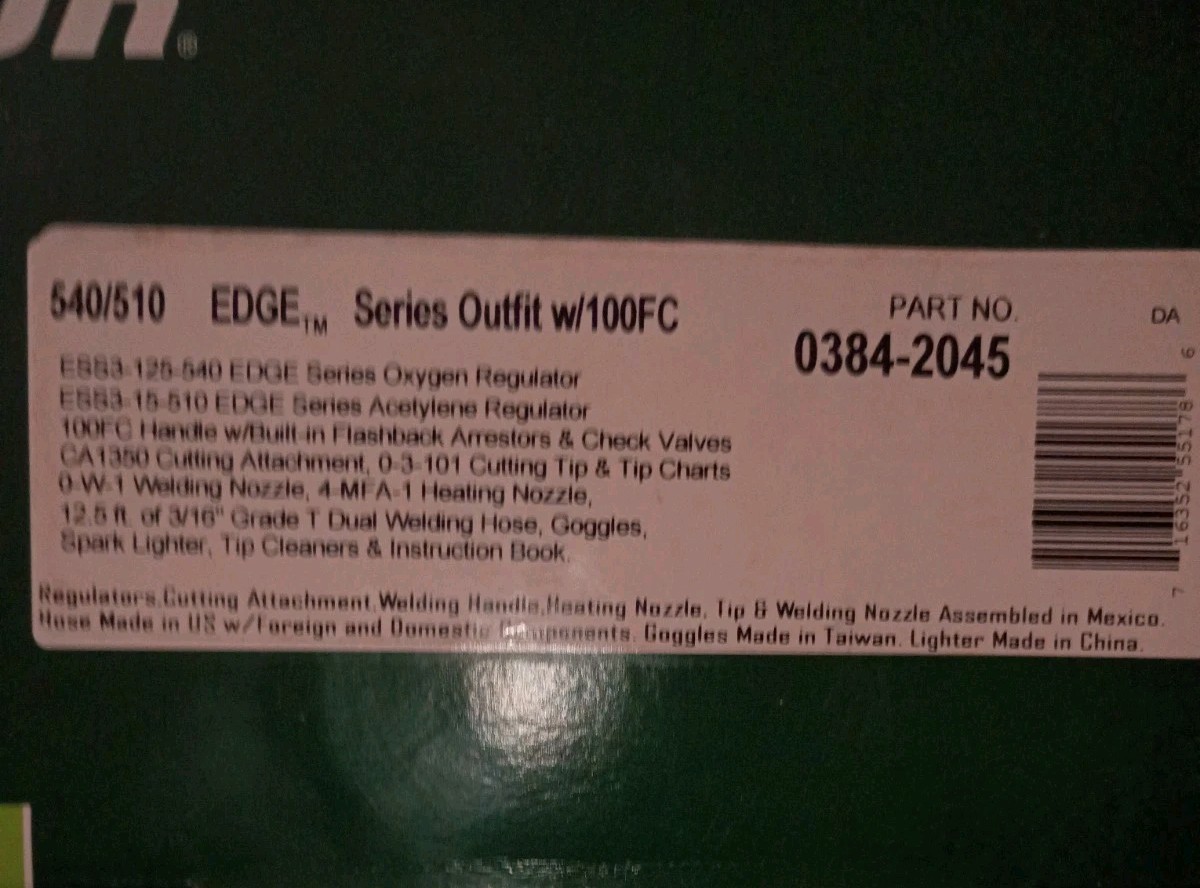 ®
540/510 EDGE™ Series Outfit w/100FC
PART NO.
0384-2045
DA
ESS3-125-540 EDGE Series Oxygen Regulator
ESS3-15-510 EDGE Series Acetylene Regulator
100FC Handle w/Built-in Flashback Arrestors & Check Valves
CA1350 Cutting Attachment, 0-3-101 Cutting Tip & Tip Charts
0-W-1 Welding Nozzle, 4-MFA-1 Heating Nozzle,
12.5 ft. of 3/16" Grade T Dual Welding Hose, Goggles,
Spark Lighter, Tip Cleaners & Instruction Book.
7 16352 55178 6
Regulators,Cutting Attachment,Welding Handle,Heating Nozzle, Tip & Welding Nozzle Assembled in Mexico.
Hose Made in US w/Foreign and Domestic Components. Goggles Made in Taiwan. Lighter Made in China.